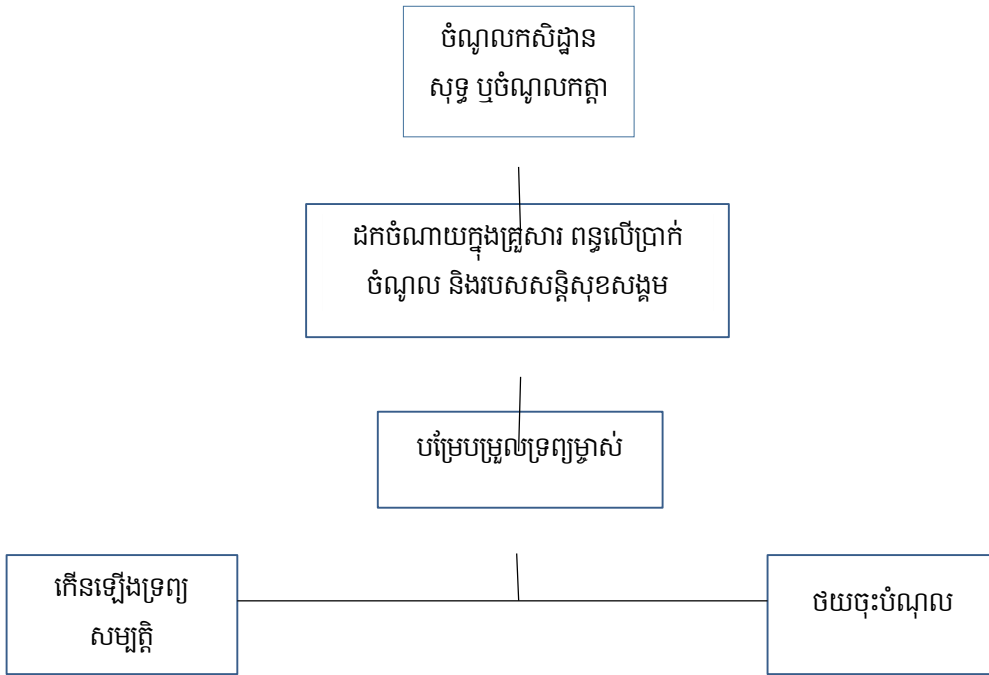 ចំណូលកសិដ្ឋាន
សុទ្ធ ឬចំណូលកត្តា
ដកចំណាយក្នុងគ្រួសារ ពន្ធលើប្រាក់
ចំណូល និងរបសសន្តិសុខសង្គម
បម្រែបម្រួលទ្រព្យម្ចាស់
កើនឡើងទ្រព្យ
សម្បត្តិ
ថយចុះបំណុល